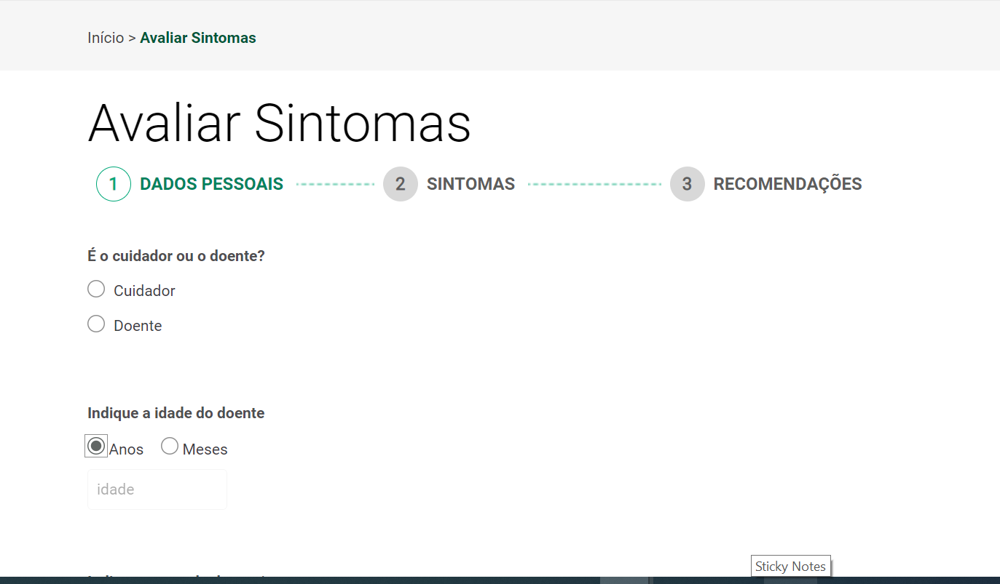 Início > Avaliar Sintomas
Avaliar Sintomas
1 DADOS PESSOAIS 2 SINTOMAS 3 RECOMENDAÇÕES
É o cuidador ou o doente?
Cuidador
Doente
Indique a idade do doente
Anos Meses
idade
Sticky Notes